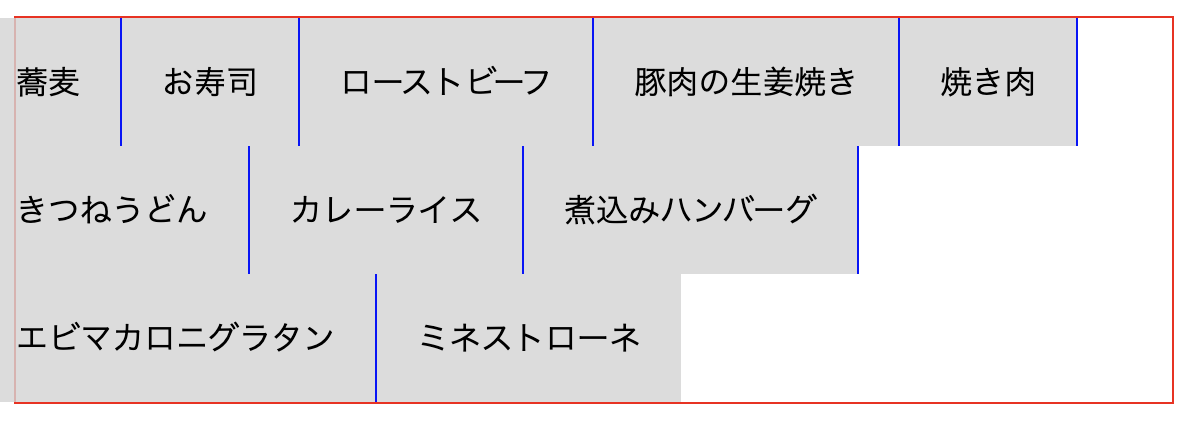 蕎麦 お寿司 ローストビーフ 豚肉の生姜焼き 焼き肉
きつねうどん カレーライス 煮込みハンバーグ
エビマカロニグラタン ミネストローネ